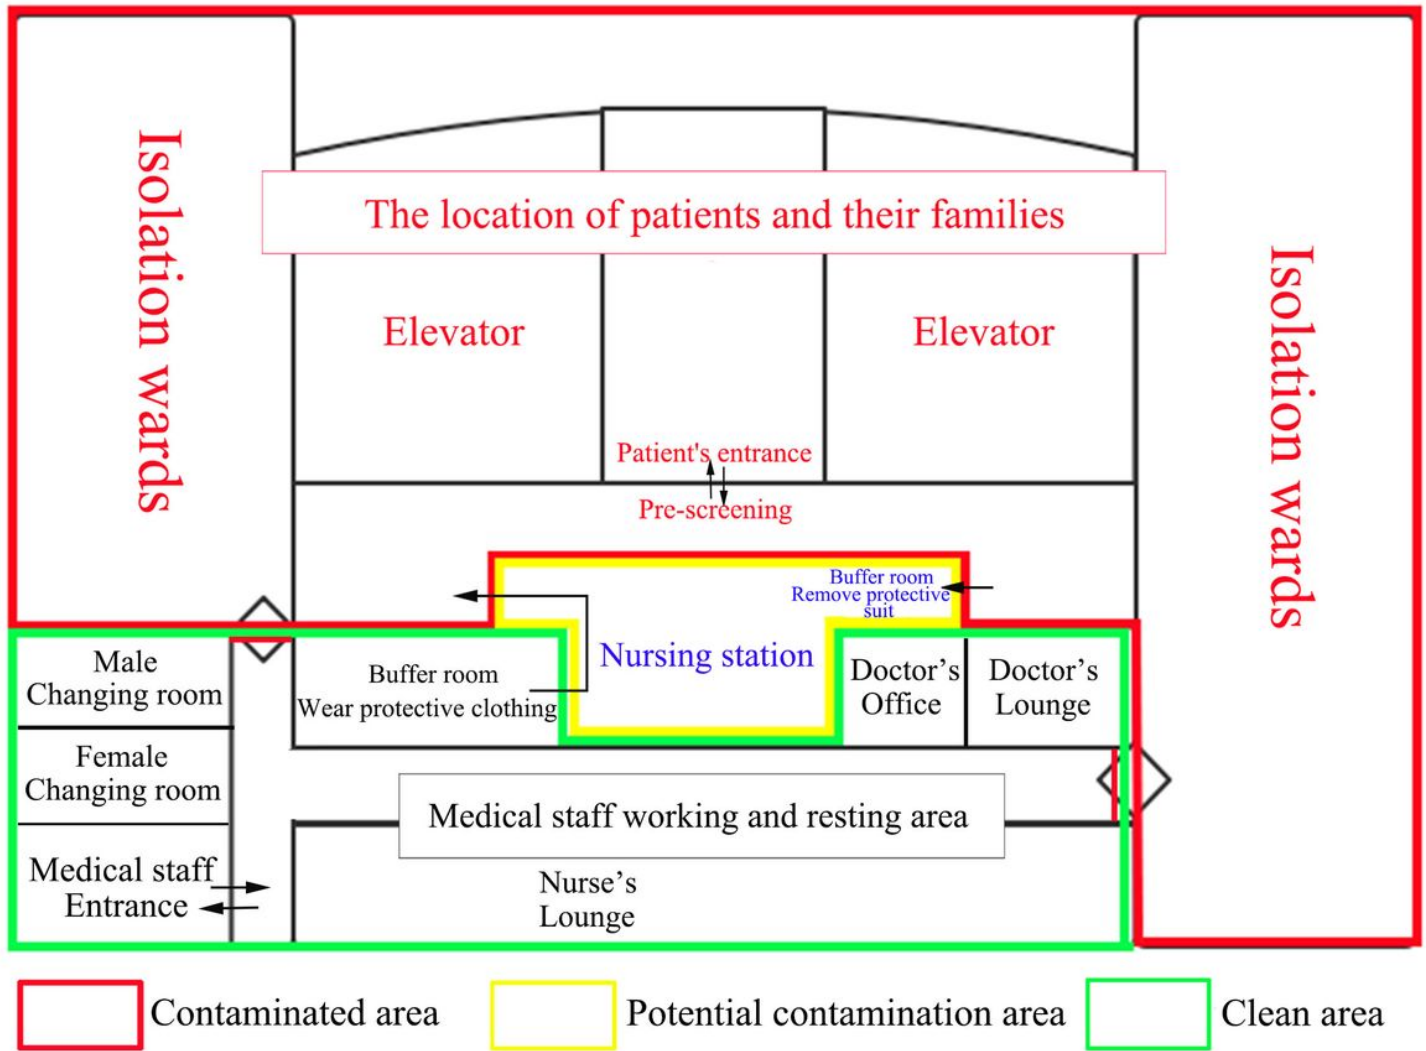 Isolation wards
The location of patients and their families
Isolation wards
Elevator
Elevator
Patient's entrance
Pre-screening
Buffer room
Remove protective
suit
Nursing station
Male
Changing room
Buffer room
Wear protective clothing
Doctor's
Office
Doctor's
Lounge
Female
Changing room
Medical staff working and resting area
Medical staff
Entrance
Nurse's
Lounge
Contaminated area
Potential contamination area
Clean area